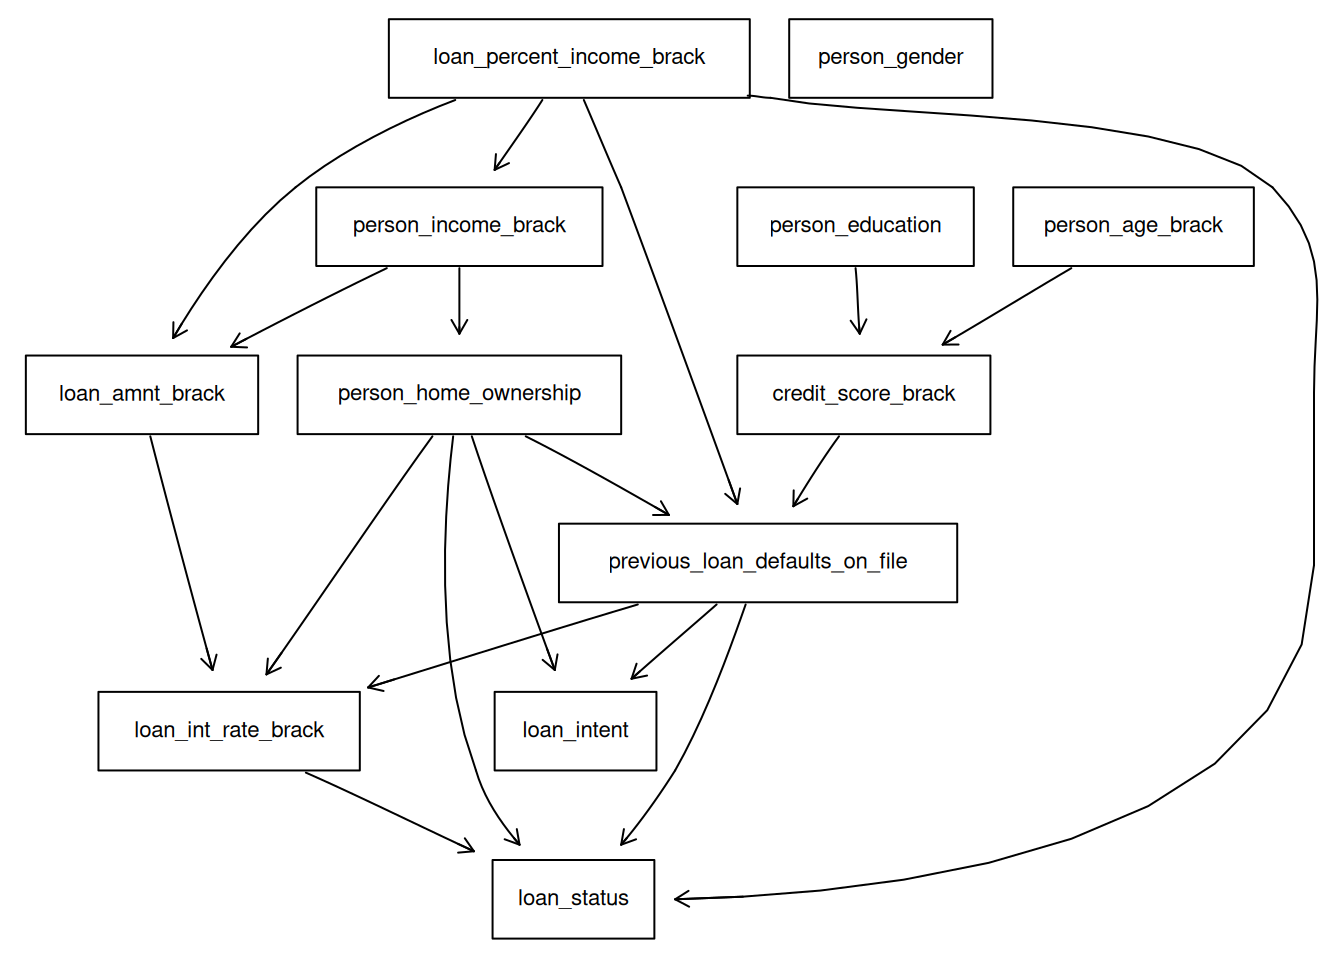 loan_percent_income_brack
person_gender
person_income_brack
person_education
person_age_brack
loan_amnt_brack
person_home_ownership
credit_score_brack
previous_loan_defaults_on_file
loan_int_rate_brack
loan_intent
loan_status